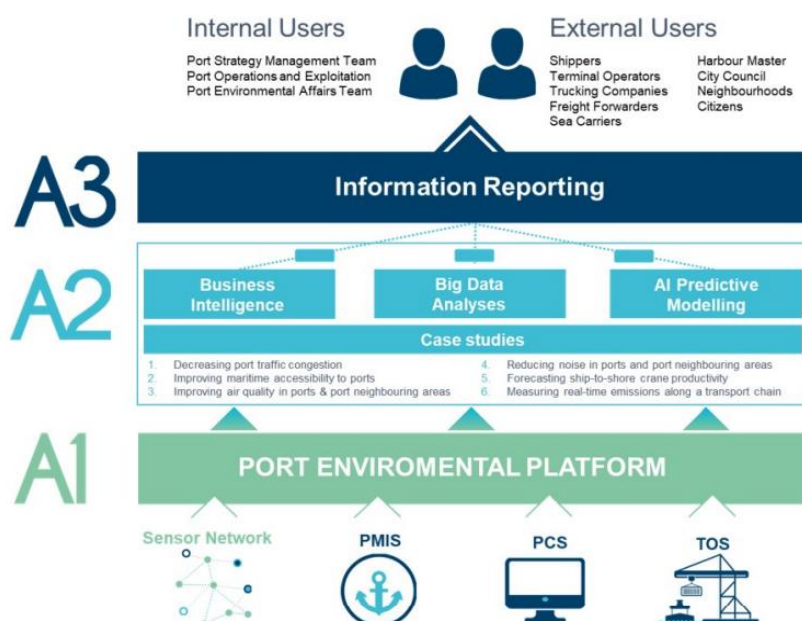 Internal Users
Port Strategy Management Team
Port Operations and Exploitation
Port Environmental Affairs Team
External Users
Shippers
Terminal Operators
Trucking Companies
Freight Forwarders
Sea Carriers
Harbour Master
City Council
Neighbourhoods
Citizens
A3
Information Reporting
A2
Business
Intelligence
Big Data
Analyses
AI Predictive
Modelling
Case studies
1. Decreasing port traffic congestion
2. Improving maritime accessibility to ports
3. Improving air quality in ports & port neighbouring areas
4. Reducing noise in ports and port neighbouring areas
5. Forecasting ship-to-shore crane productivity
6. Measuring real-time emissions along a transport chain
A1
PORT ENVIROMENTAL PLATFORM
Sensor Network
PMIS
PCS
TOS